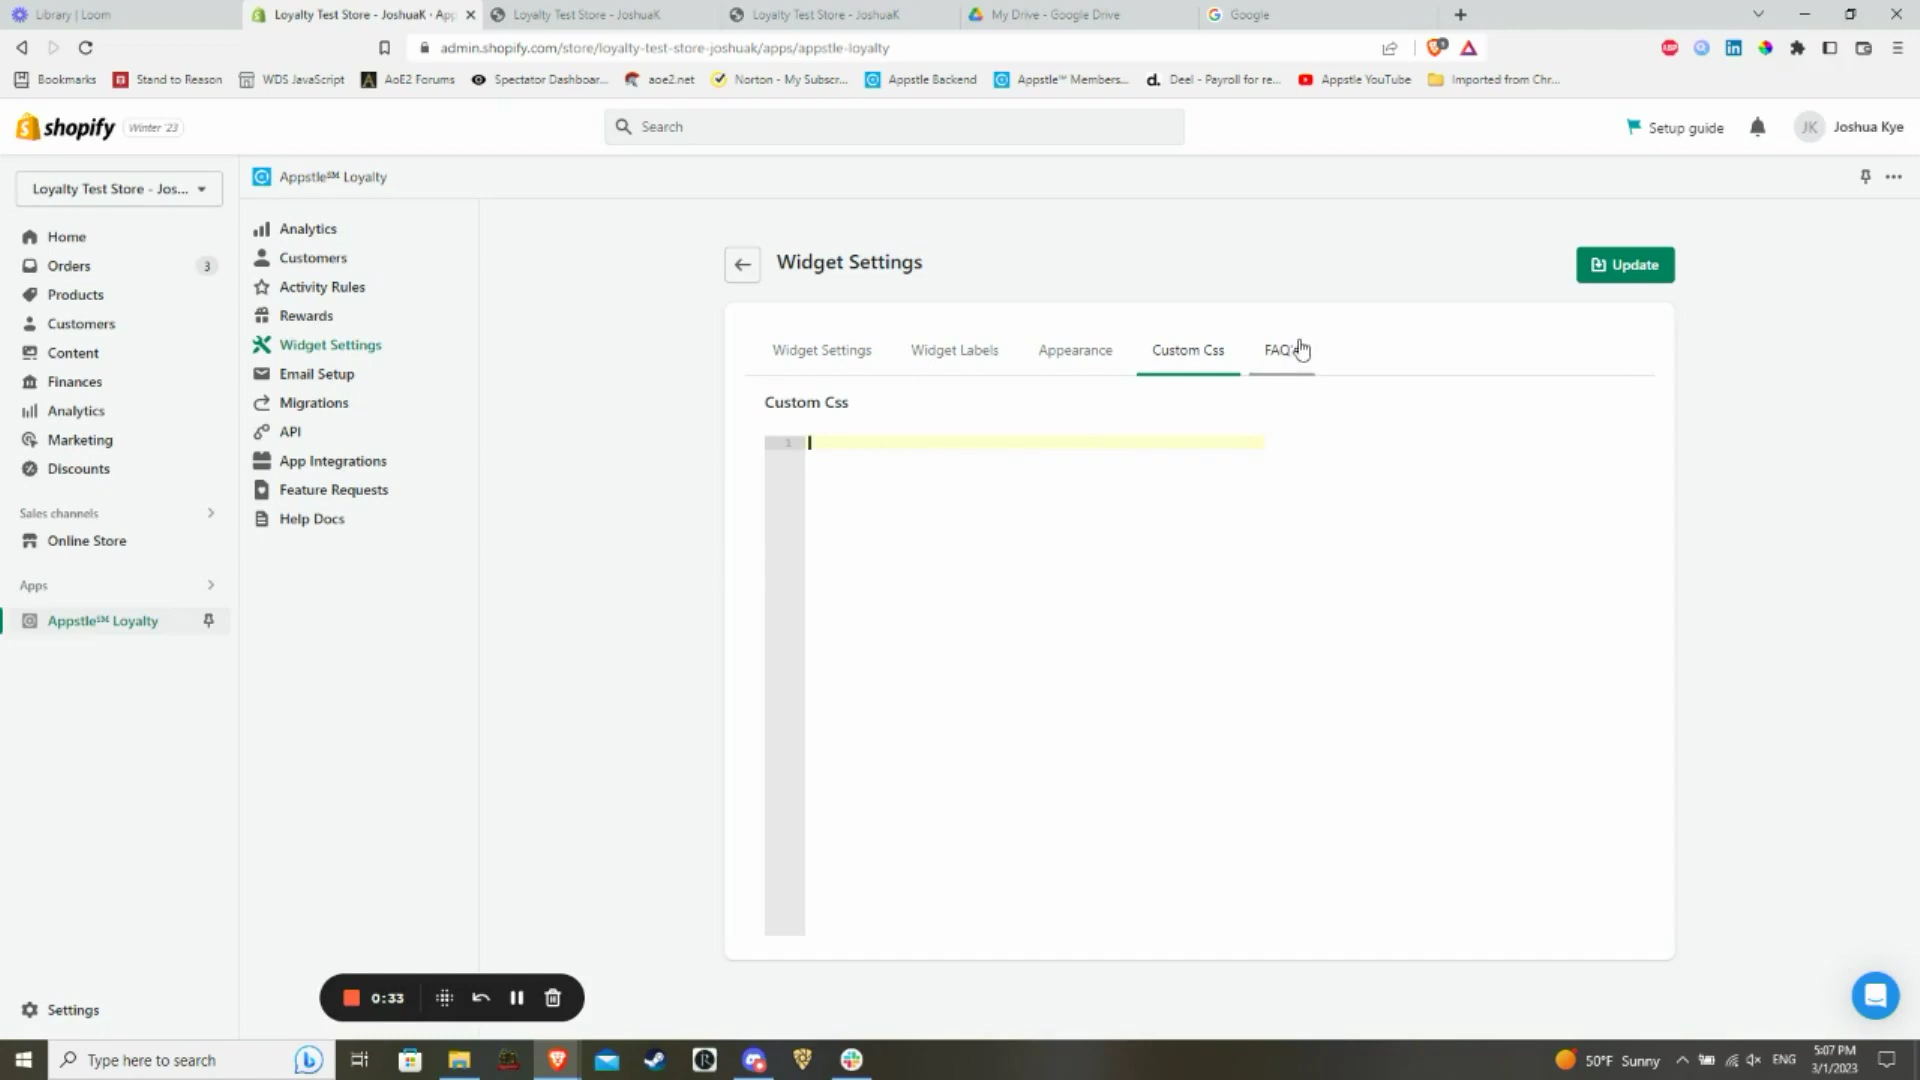 Library | Loom
Loyalty Test Store - JoshuaK · App
Loyalty Test Store - JoshuaK
Loyalty Test Store - JoshuaK
My Drive - Google Drive
Google
admin.shopify.com/store/loyalty-test-store-joshuak/apps/appstle-loyalty
Bookmarks
Stand to Reason
WDS JavaScript
AoE2 Forums
Spectator Dashboar...
aoe2.net
Norton - My Subscr...
Appstle Backend
Appstle™ Members...
Deel - Payroll for re...
Appstle YouTube
Imported from Chr...
shopify
Winter '23
Search
Setup guide
JK
Joshua Kye
Loyalty Test Store - Jos...
Appstle℠ Loyalty
Home
Orders 3
Products
Customers
Content
Finances
Analytics
Marketing
Discounts
Sales channels
Online Store
Apps
Appstle℠ Loyalty
Settings
Analytics
Customers
Activity Rules
Rewards
Widget Settings
Email Setup
Migrations
API
App Integrations
Feature Requests
Help Docs
Widget Settings
Update
Widget Settings
Widget Labels
Appearance
Custom Css
Custom Css
1
0:33
Type here to search
50°F Sunny
ENG
5:07 PM
3/1/2023